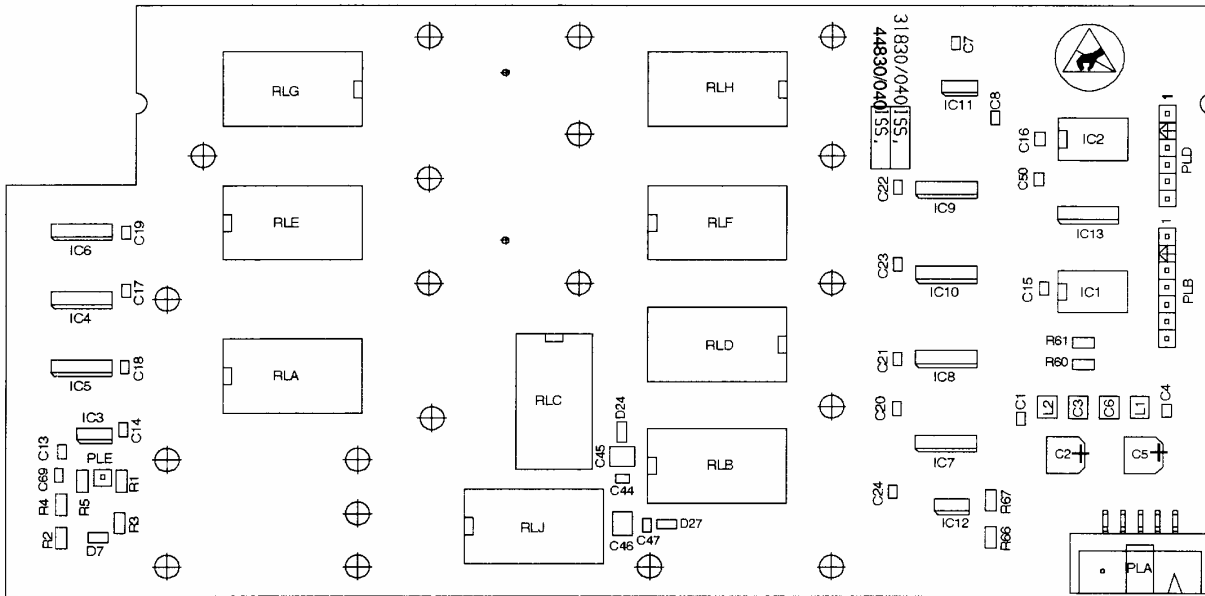 31830/040 ISS,
44830/040 ISS,
C7
RLG
RLH
IC11
C8
1
C16
IC2
PLD
C50
C22
IC9
RLE
RLF
IC6
C19
IC13
1
C23
IC10
C17
IC4
C15
IC1
PLB
R61
R60
RLD
C18
IC5
RLA
C21
IC8
RLC
C20
C1
L2
C3
C6
L1
C4
IC3
C14
D24
C13
PLE
C45
RLB
IC7
C2
C5
C69
R5
R1
C44
C24
R4
R3
R67
IC12
RLJ
C46
C47
D27
R2
D7
R66
PLA